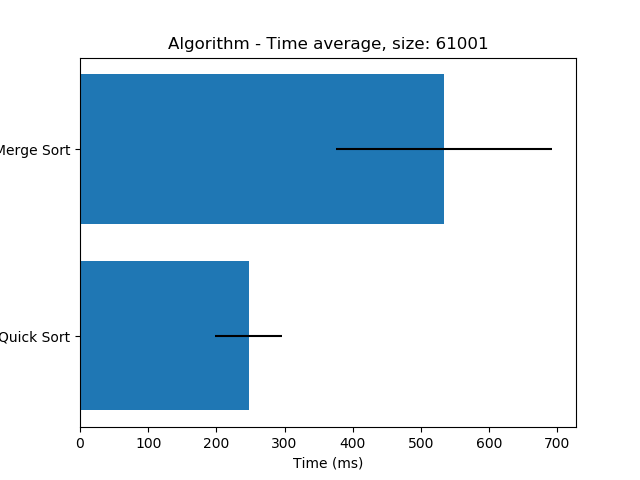 Algorithm - Time average, size: 61001
Merge Sort
Quick Sort
0 100 200 300 400 500 600 700
Time (ms)